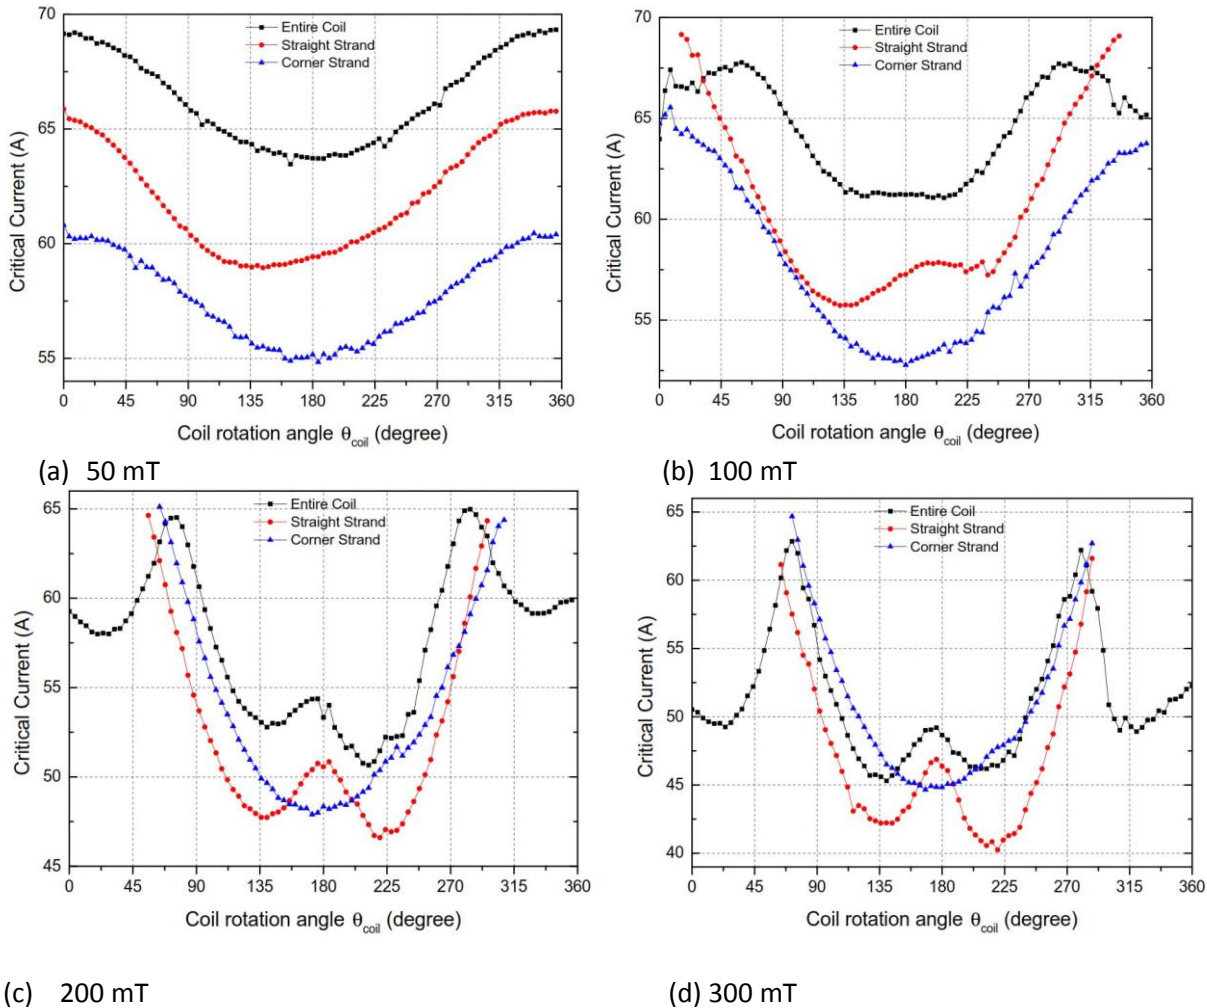 70
65
60
55
Critical Current (A)
Entire Coil
Straight Strand
Corner Strand
0 45 90 135 180 225 270 315 360
Coil rotation angle θcoil (degree)
(a) 50 mT
70
65
60
55
Critical Current (A)
Entire Coil
Straight Strand
Corner Strand
0 45 90 135 180 225 270 315 360
Coil rotation angle θcoil (degree)
(b) 100 mT
65
60
55
50
45
Critical Current (A)
Entire Coil
Straight Strand
Corner Strand
0 45 90 135 180 225 270 315 360
Coil rotation angle θcoil (degree)
(c) 200 mT
65
60
55
50
45
40
Critical Current (A)
Entire Coil
Straight Strand
Corner Strand
0 45 90 135 180 225 270 315 360
Coil rotation angle θcoil (degree)
(d) 300 mT